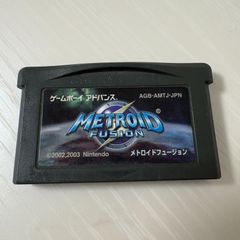 ゲームボーイ アドバンス
AGB-AMTJ-JPN
METROID
FUSION
©2002,2003 Nintendo
メトロイドフュージョン